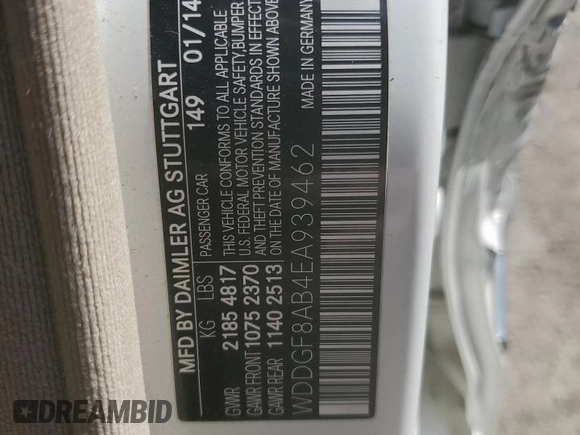 MFD BY DAIMLER AG STUTTGART
149 01/14
KG LBS PASSENGER CAR
GVWR 2185 4817 THIS VEHICLE CONFORMS TO ALL APPLICABLE
GAWR FRONT 1075 2370 U.S. FEDERAL MOTOR VEHICLE SAFETY,BUMPER
GAWR REAR 1140 2513 AND THEFT PREVENTION STANDARDS IN EFFECT
DATE OF MANUFACTURE SHOWN ABOVE
WDDGF8AB4EA939462 MADE IN GERMANY
DREAMBID